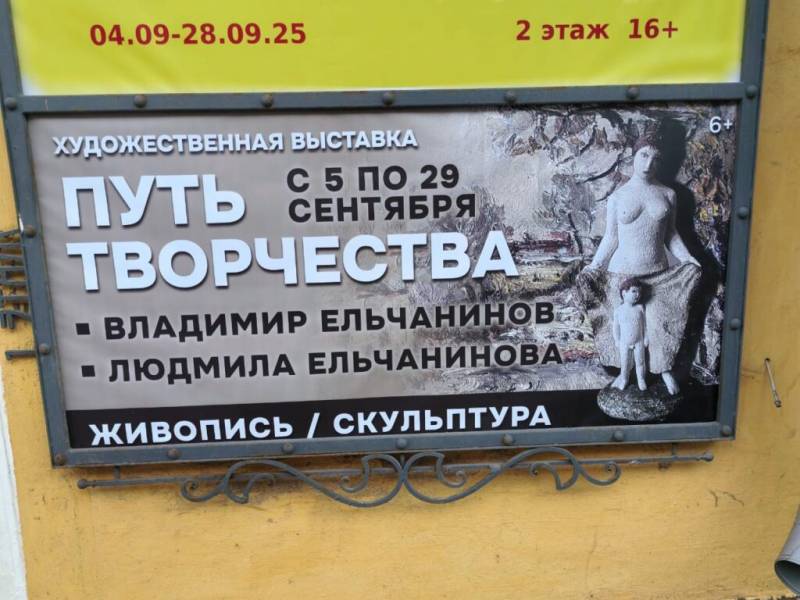 04.09-28.09.25
2 этаж 16+
6+
ХУДОЖЕСТВЕННАЯ ВЫСТАВКА
ПУТЬ
ТВОРЧЕСТВА
С 5 ПО 29
СЕНТЯБРЯ
▪ ВЛАДИМИР ЕЛЬЧАНИНОВ
▪ ЛЮДМИЛА ЕЛЬЧАНИНОВА
ЖИВОПИСЬ / СКУЛЬПТУРА